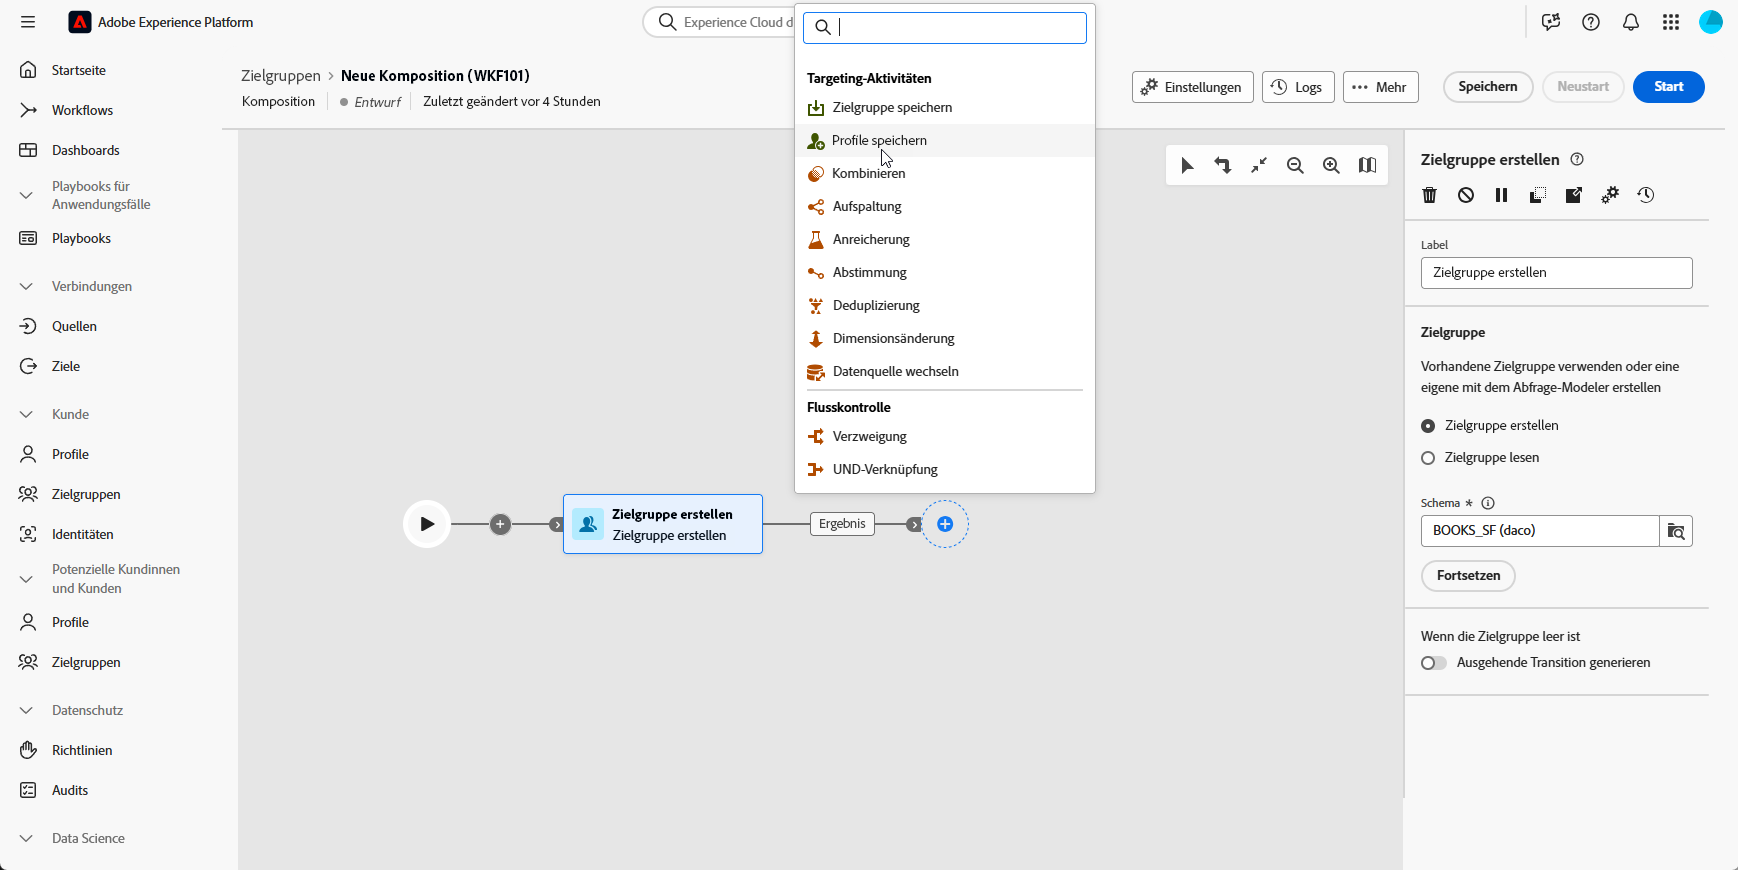 Adobe Experience Platform
Experience Cloud d
Startseite
Workflows
Dashboards
Playbooks für
Anwendungsfälle
Playbooks
Verbindungen
Quellen
Ziele
Kunde
Profile
Zielgruppen
Identitäten
Potenzielle Kundinnen
und Kunden
Profile
Zielgruppen
Datenschutz
Richtlinien
Audits
Data Science
Zielgruppen > Neue Komposition (WKF101)
Komposition
Entwurf
Zuletzt geändert vor 4 Stunden
Einstellungen
Logs
Mehr
Speichern
Neustart
Start
Targeting-Aktivitäten
Zielgruppe speichern
Profile speichern
Kombinieren
Aufspaltung
Anreicherung
Abstimmung
Deduplizierung
Dimensionsänderung
Datenquelle wechseln
Flusskontrolle
Verzweigung
UND-Verknüpfung
Zielgruppe erstellen
Zielgruppe erstellen
Ergebnis
Zielgruppe erstellen
Label
Zielgruppe erstellen
Zielgruppe
Vorhandene Zielgruppe verwenden oder eine
eigene mit dem Abfrage-Modeler erstellen
Zielgruppe erstellen
Zielgruppe lesen
Schema *
BOOKS_SF (daco)
Fortsetzen
Wenn die Zielgruppe leer ist
Ausgehende Transition generieren